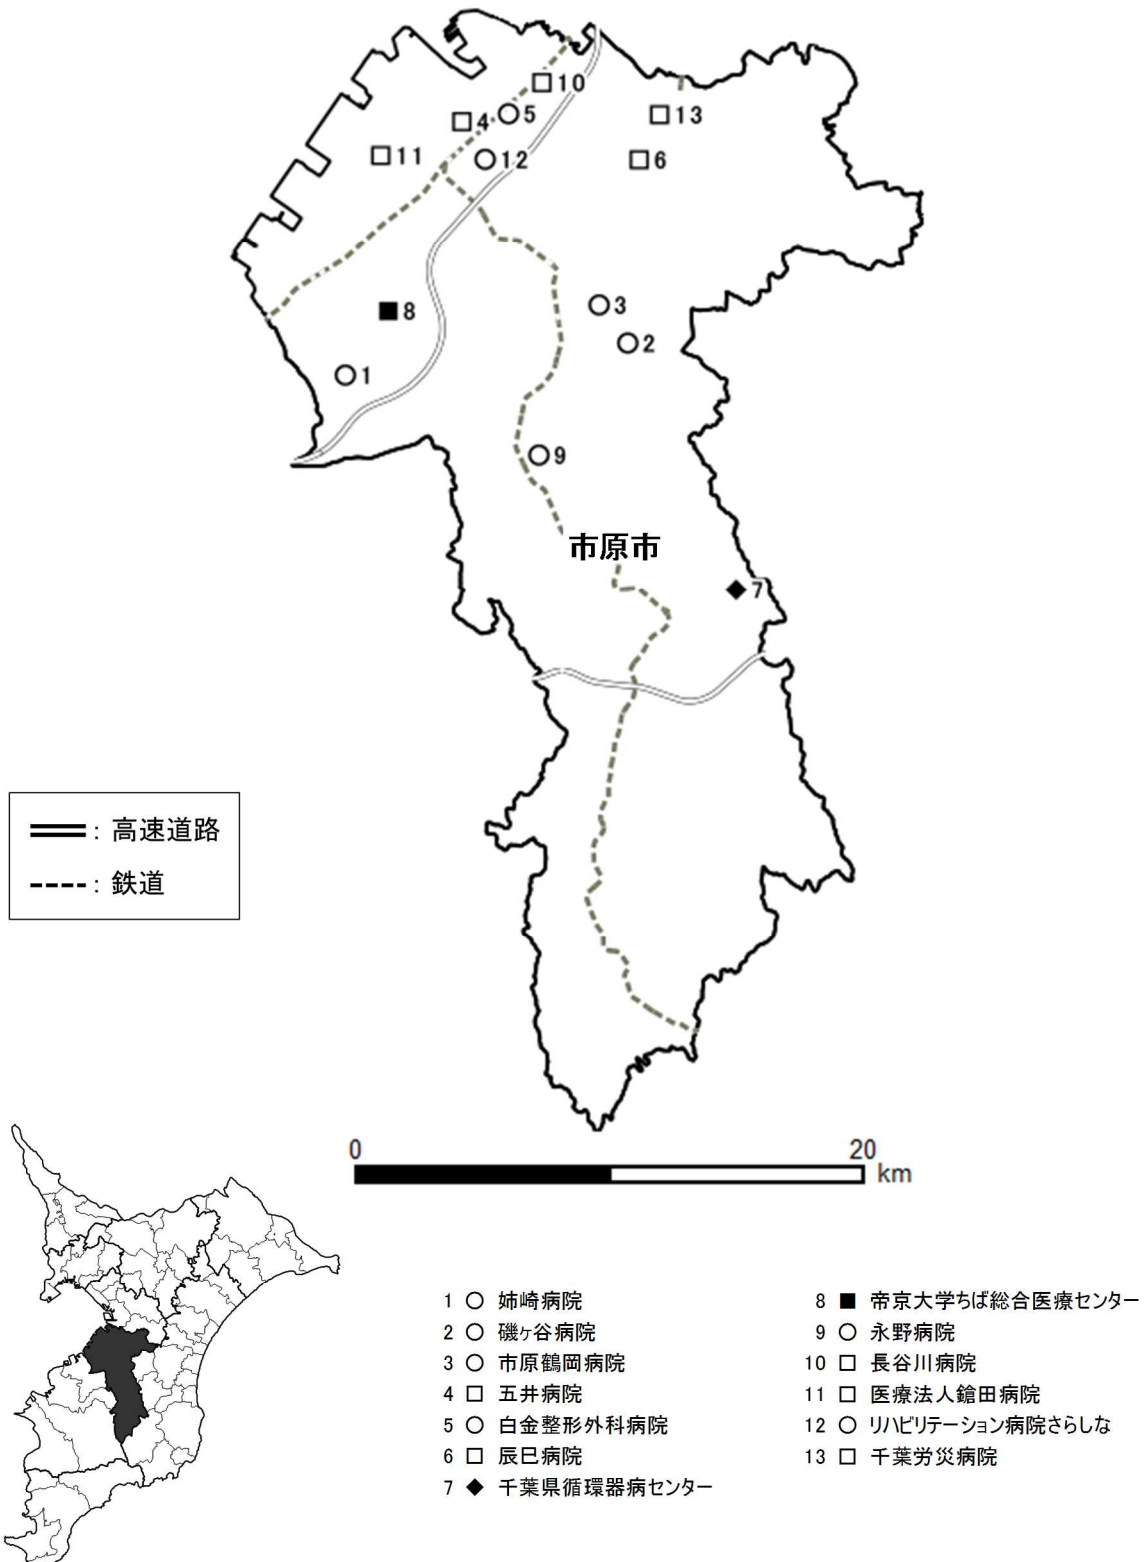 10
4
5
13
11
12
6
3
8
2
1
9
市原市
7
: 高速道路
: 鉄道
0 20
km
1 ○ 姉崎病院
2 ○ 磯ヶ谷病院
3 ○ 市原鶴岡病院
4 □ 五井病院
5 ○ 白金整形外科病院
6 □ 辰巳病院
7 ◆ 千葉県循環器病センター
8 ■ 帝京大学ちば総合医療センター
9 ○ 永野病院
10 □ 長谷川病院
11 □ 医療法人鎗田病院
12 ○ リハビリテーション病院さらしな
13 □ 千葉労災病院